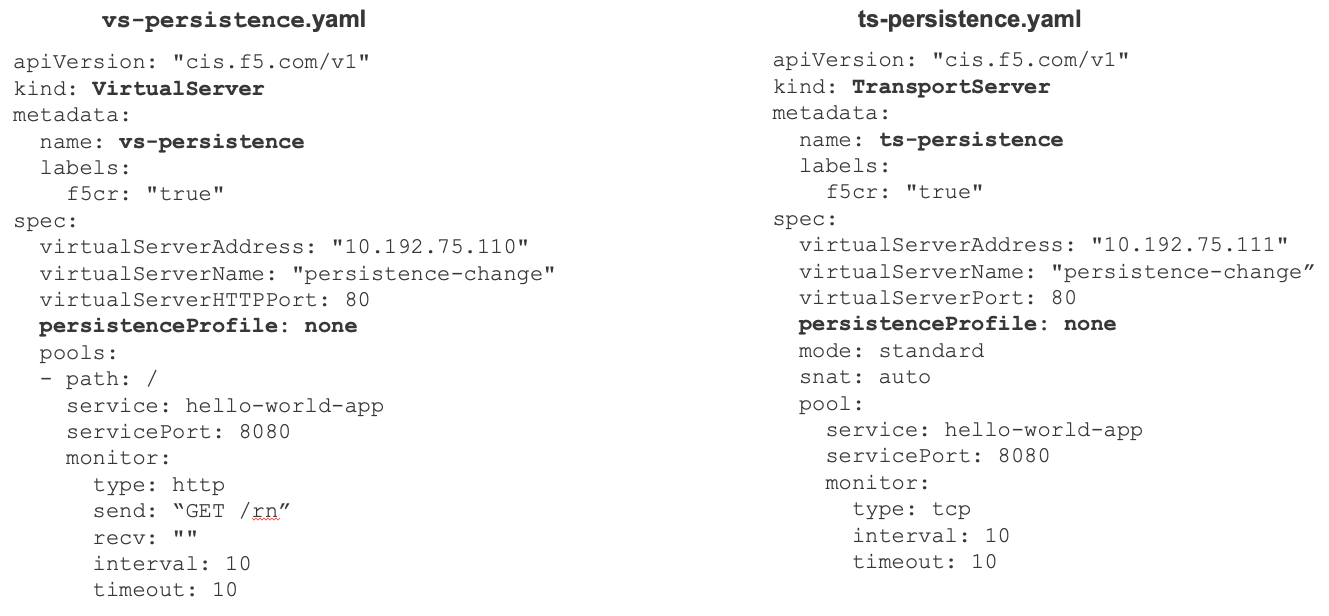 vs-persistence.yaml
apiVersion: "cis.f5.com/v1"
kind: VirtualServer
metadata:
  name: vs-persistence
  labels:
    f5cr: "true"
spec:
  virtualServerAddress: "10.192.75.110"
  virtualServerName: "persistence-change"
  virtualServerHTTPPort: 80
  persistenceProfile: none
  pools:
  - path: /
    service: hello-world-app
    servicePort: 8080
    monitor:
      type: http
      send: “GET /rn”
      recv: ""
      interval: 10
      timeout: 10
ts-persistence.yaml
apiVersion: "cis.f5.com/v1"
kind: TransportServer
metadata:
  name: ts-persistence
  labels:
    f5cr: "true"
spec:
  virtualServerAddress: "10.192.75.111"
  virtualServerName: "persistence-change”
  virtualServerPort: 80
  persistenceProfile: none
  mode: standard
  snat: auto
  pool:
    service: hello-world-app
    servicePort: 8080
    monitor:
      type: tcp
      interval: 10
      timeout: 10